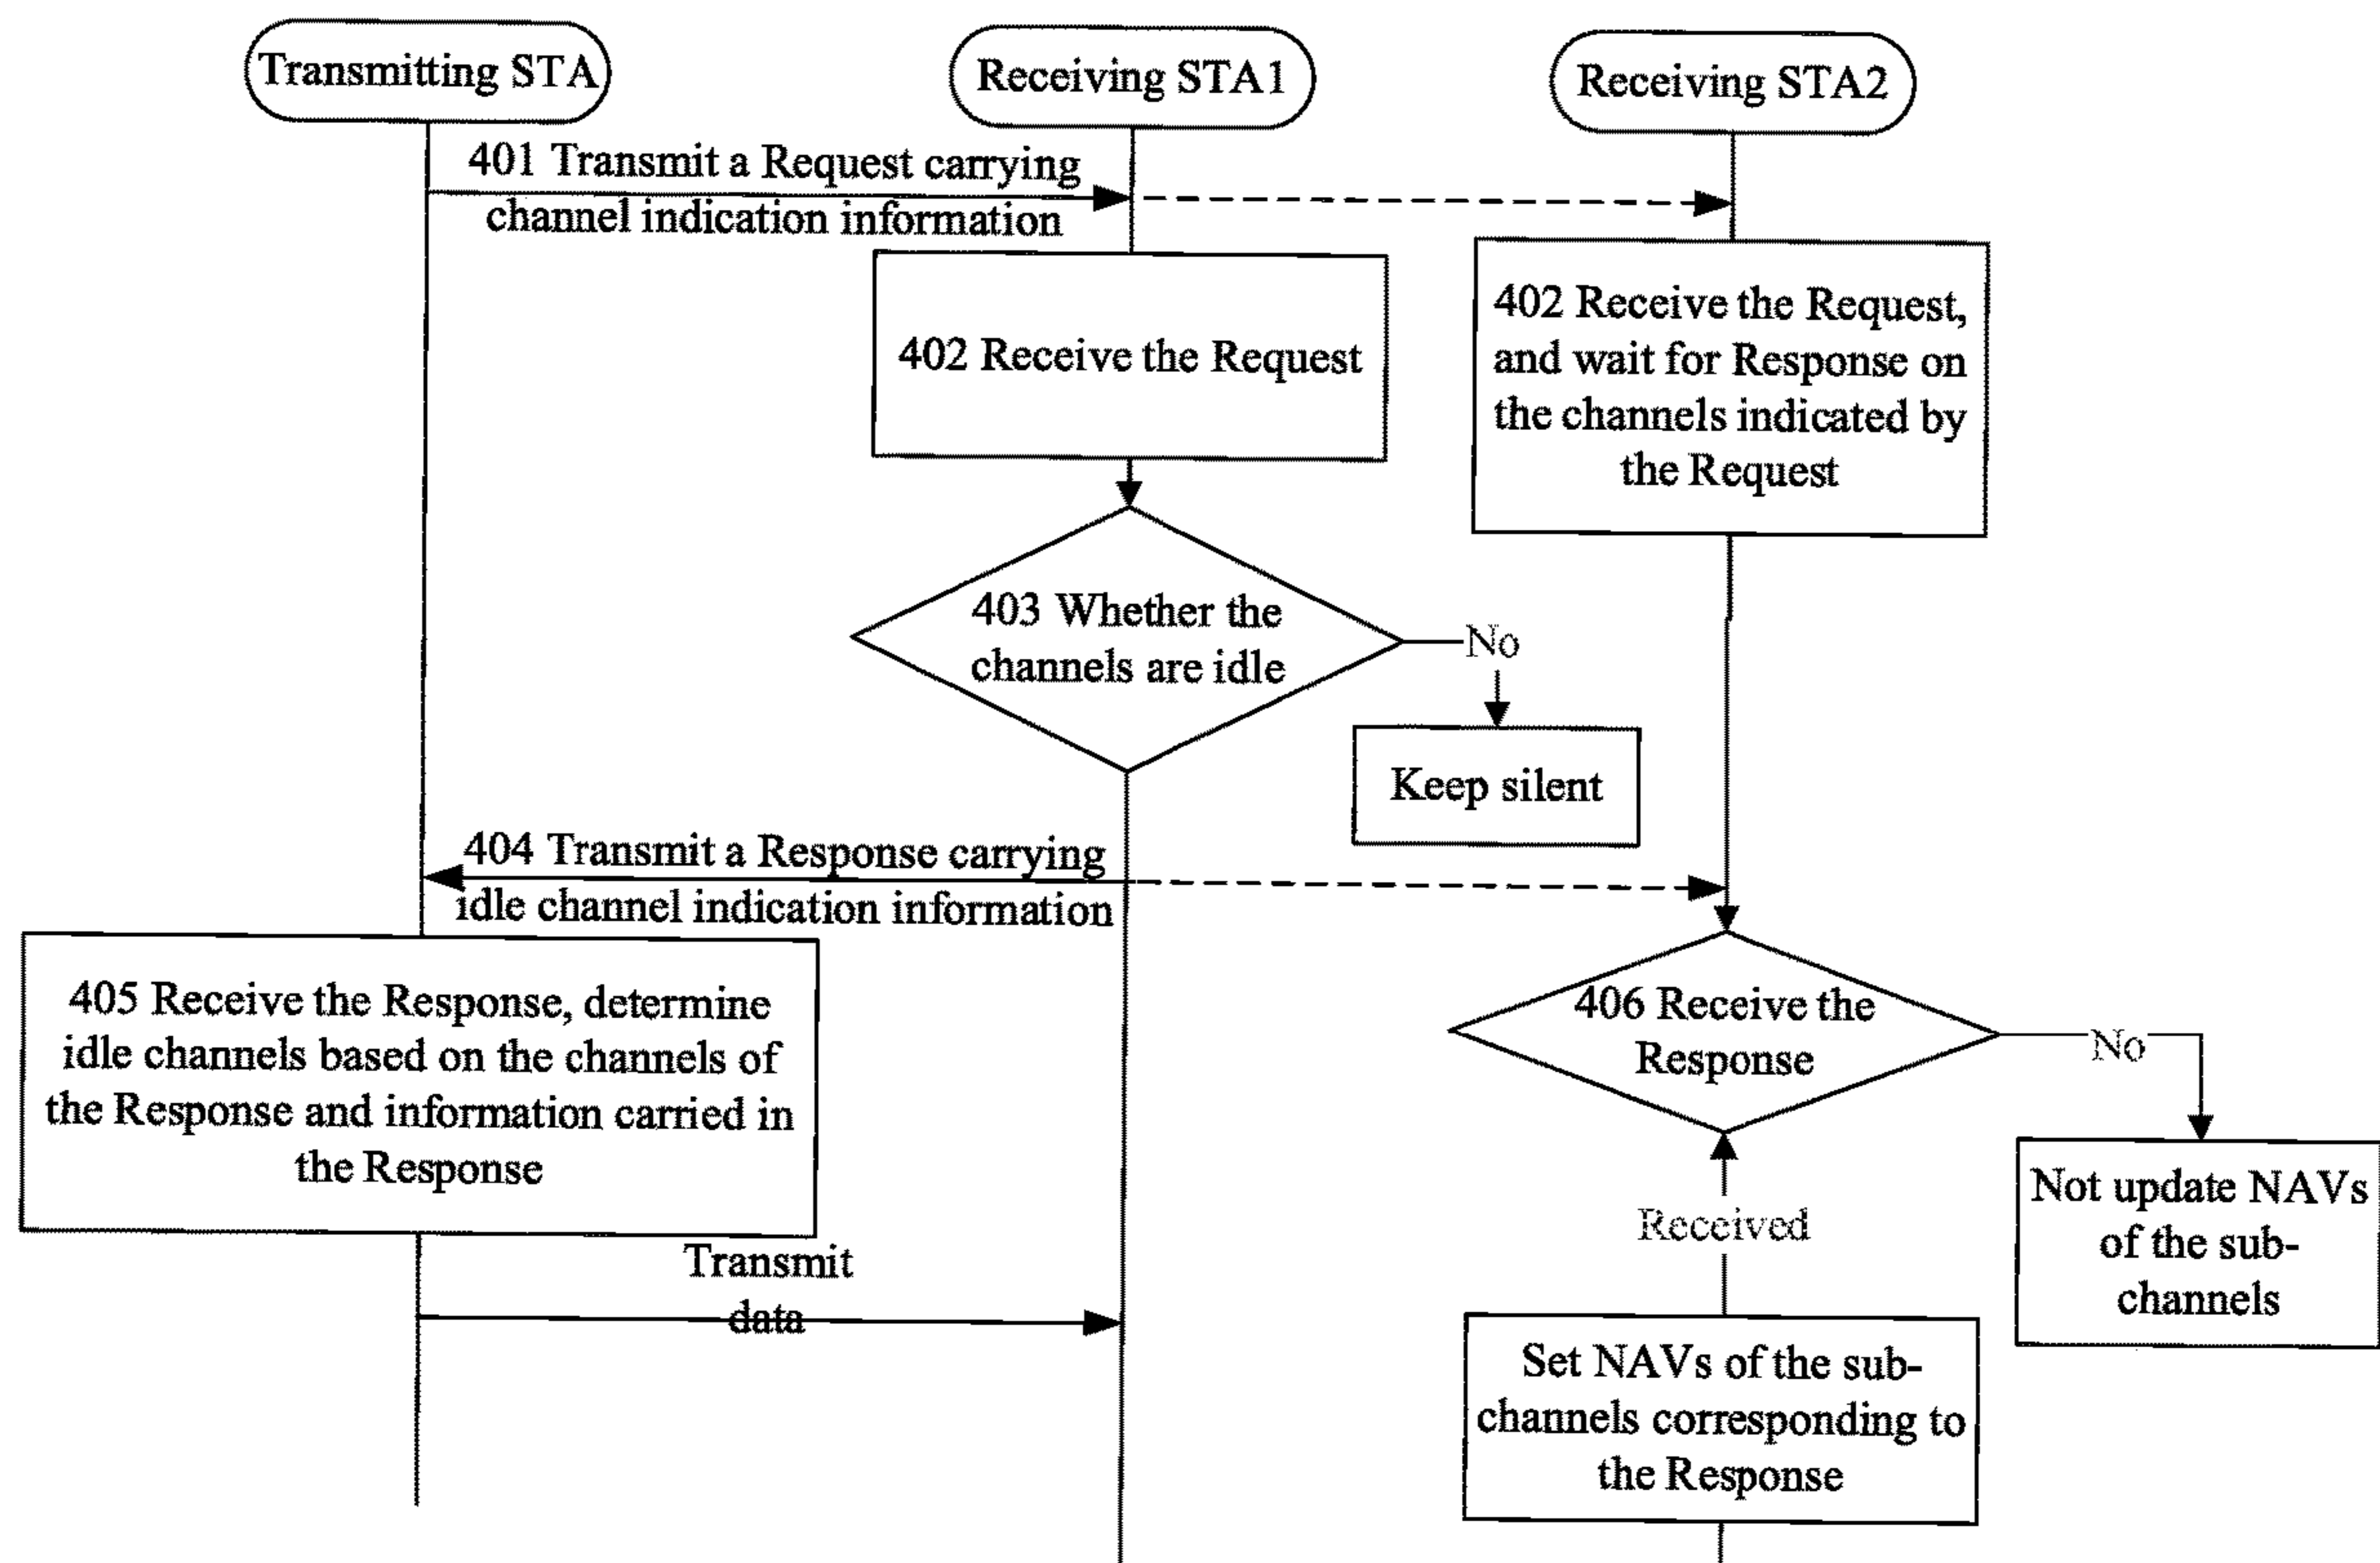 Transmitting STA
Receiving STA1
Receiving STA2
401 Transmit a Request carrying
channel indication information
402 Receive the Request
402 Receive the Request,
and wait for Response on
the channels indicated by
the Request
403 Whether the
channels are idle
No
Keep silent
404 Transmit a Response carrying
idle channel indication information
405 Receive the Response, determine
idle channels based on the channels of
the Response and information carried in
the Response
406 Receive the
Response
No
Not update NAVs
of the sub-
channels
Received
Transmit
data
Set NAVs of the sub-
channels corresponding to
the Response